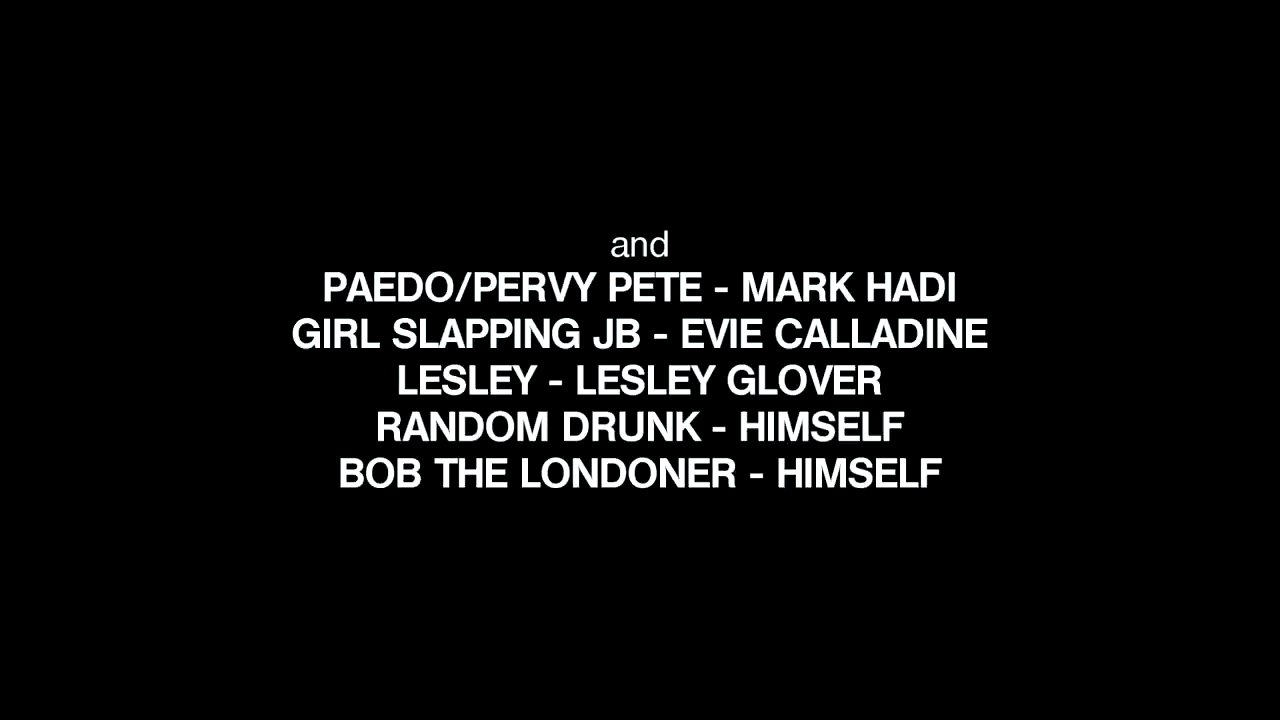 and
PAEDO/PERVY PETE - MARK HADI
GIRL SLAPPING JB - EVIE CALLADINE
LESLEY - LESLEY GLOVER
RANDOM DRUNK - HIMSELF
BOB THE LONDONER - HIMSELF